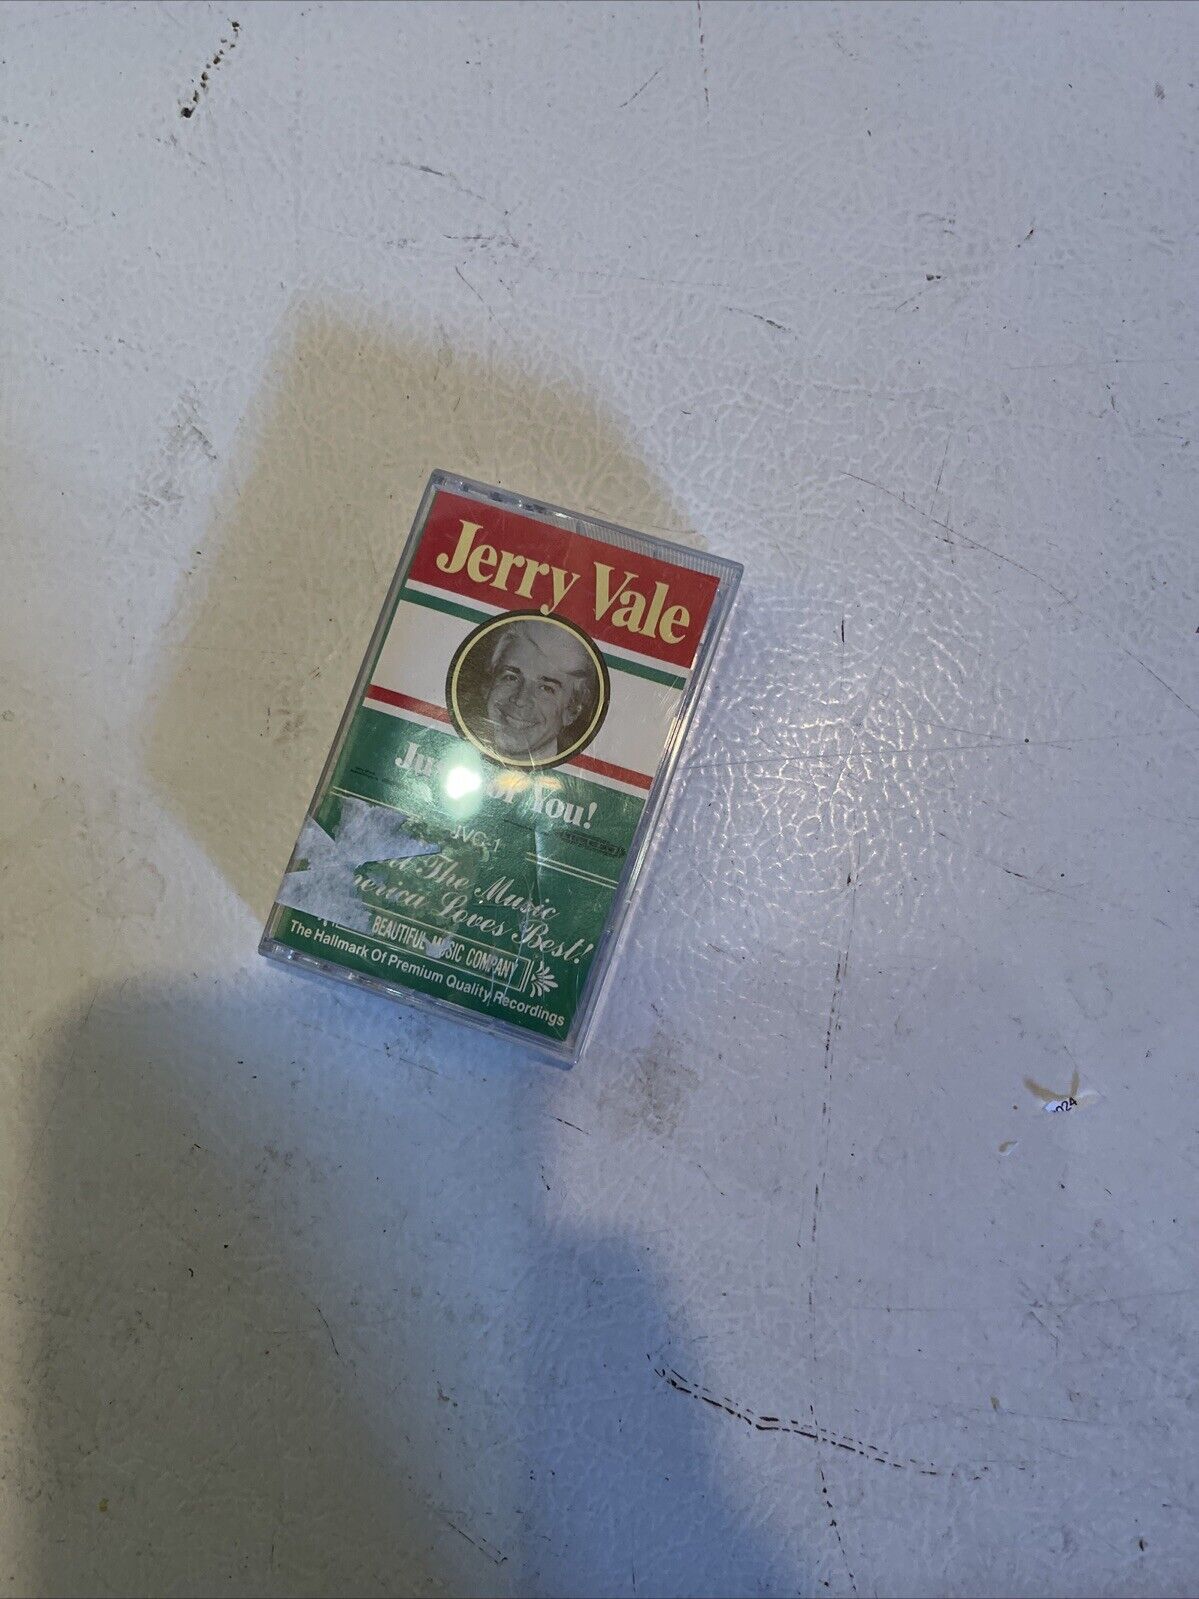 Jerry Vale
You!
JVC-1
The Music
Loves Best!
BEAUTIFUL MUSIC COMPANY
The Hallmark Of Premium Quality Recordings